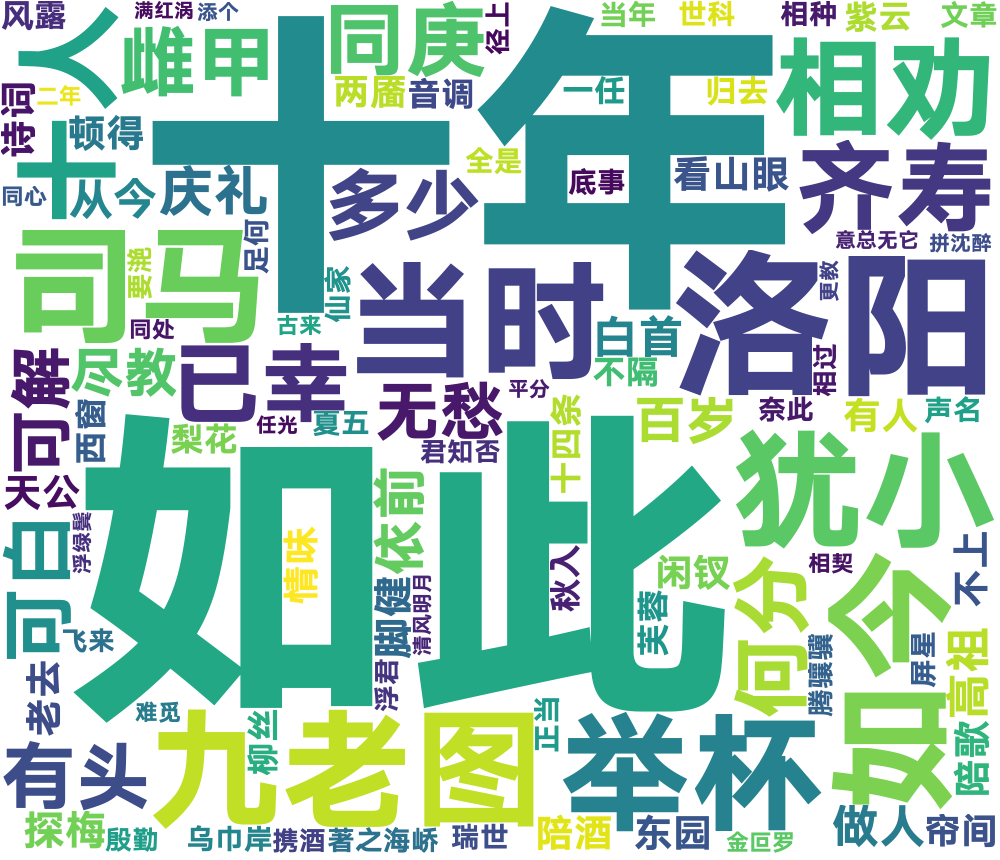 风露
满红涡
添个
径上
当年
世科
相种
紫云
文章
人
雌甲
同庚
十年
相劝
诗词
二年
两餍
音调
一任
归去
顿得
十
全是
看山眼
底事
齐寿
同心
从今
庆礼
多少
足何
意总无它
拼沈醉
司马
要滟
仙家
当时
洛阳
更教
同处
古来
白首
可解
尽教
已幸
无愁
不隔
相过
平分
西窗
任光
夏五
梨花
君知否
十四条
百岁
奈此
有人
声名
天公
如此
犹小
浮绿鬓
可白
依前
情味
秋入
闲钗
相契
不上
何分
如今
脚健
清风明月
芙蓉
飞来
腾骧骥
屏星
高祖
老去
浮君
难觅
柳丝
正当
如
陪歌
有头
九老图
举杯
探梅
殷勤
乌巾岸
携酒
著之海峤
瑞世
陪酒
东园
金叵罗
做人
帘间